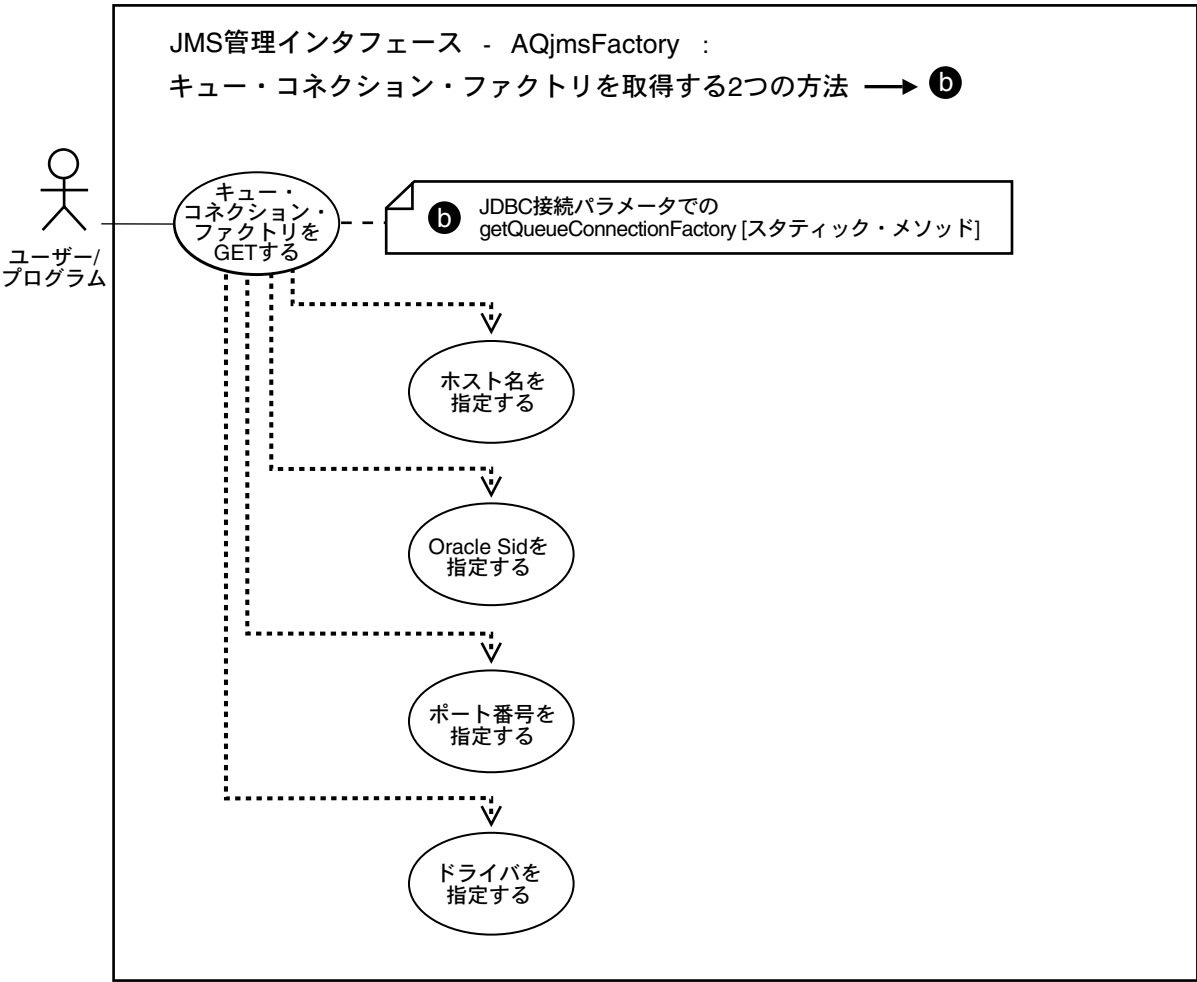 JMS管理インタフェース - AQjmsFactory :
キュー・コネクション・ファクトリを取得する2つの方法 → b
ユーザー/
プログラム
キュー・
コネクション・
ファクトリを
GETする
b
JDBC接続パラメータでの
getQueueConnectionFactory [スタティック・メソッド]
ホスト名を
指定する
Oracle Sidを
指定する
ポート番号を
指定する
ドライバを
指定する